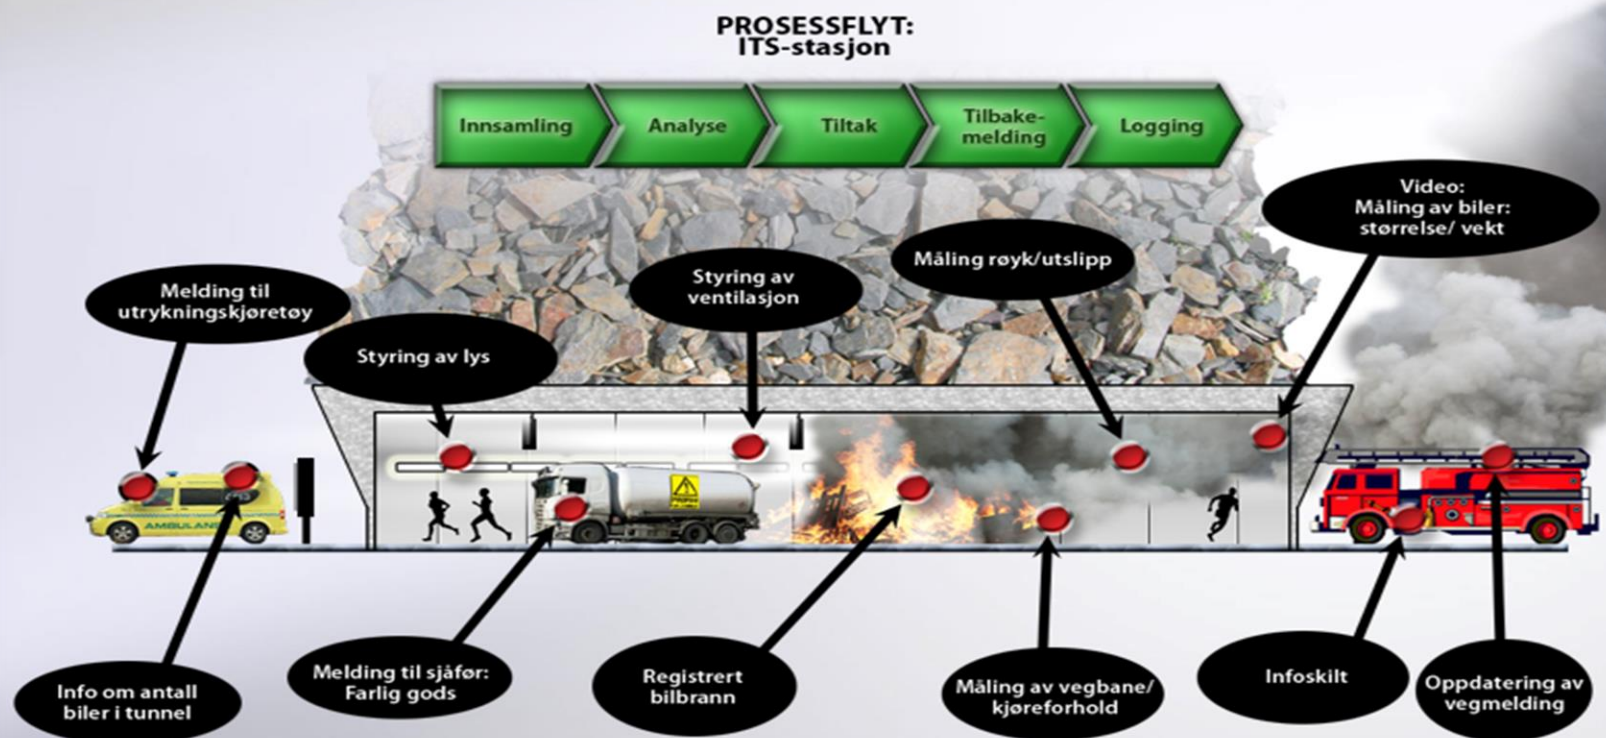 PROSESSFLYT:
ITS-stasjon
Innsamling
Analyse
Tiltak
Tilbake-
melding
Logging
Video:
Måling av biler:
størrelse/ vekt
Måling røyk/utslipp
Styring av
ventilasjon
Melding til
utrykningskjøretøy
Styring av lys
AMBULANS
Info om antall
biler i tunnel
Melding til sjåfør:
Farlig gods
Registrert
bilbrann
Måling av vegbane/
kjøreforhold
Infoskilt
Oppdatering av
vegmelding